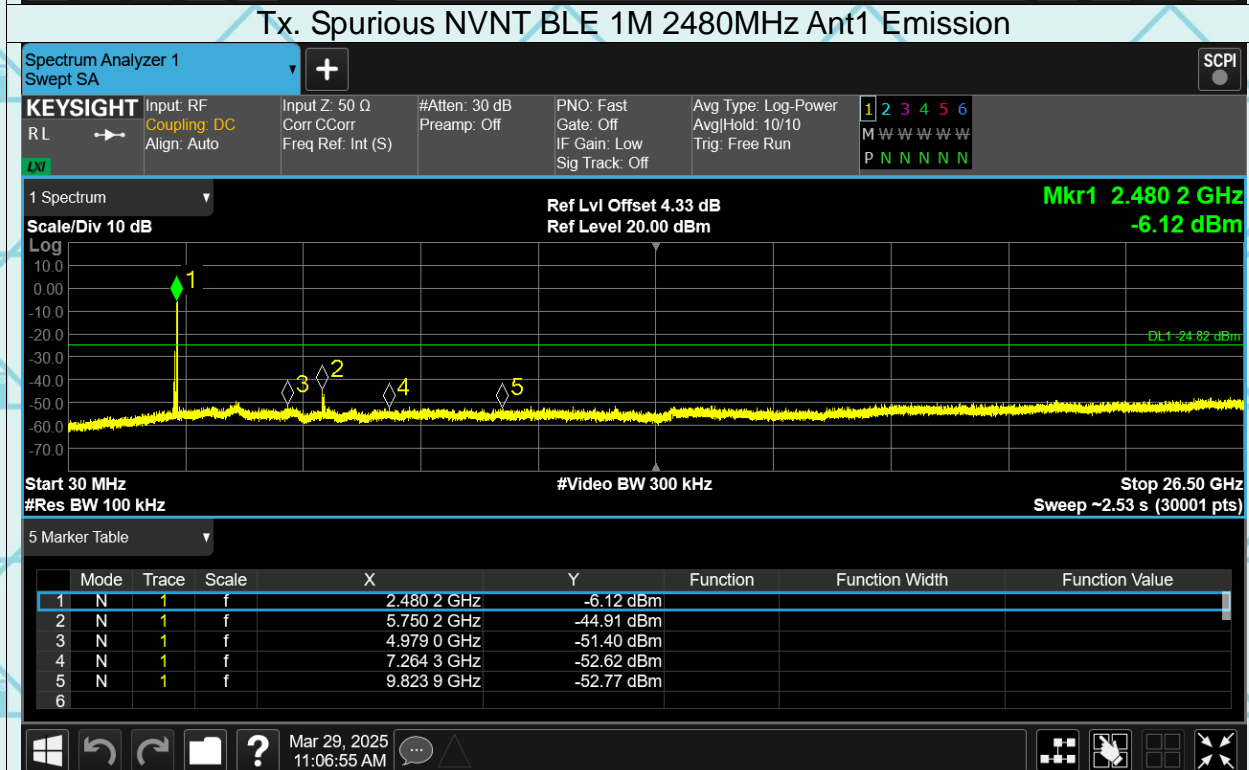 Tx. Spurious NVNT BLE 1M 2480MHz Ant1 Emission
Spectrum Analyzer 1
Swept SA
+
SCPI
KEYSIGHT
RL
LXI
Input: RF
Coupling: DC
Align: Auto
Input Z: 50 Ω
Corr CCorr
Freq Ref: Int (S)
#Atten: 30 dB
Preamp: Off
PNO: Fast
Gate: Off
IF Gain: Low
Sig Track: Off
Avg Type: Log-Power
Avg|Hold: 10/10
Trig: Free Run
1 2 3 4 5 6
M W W W W W
P N N N N N
1 Spectrum
Scale/Div 10 dB
Ref Lvl Offset 4.33 dB
Ref Level 20.00 dBm
Mkr1 2.480 2 GHz
-6.12 dBm
Log
10.0
0.00
-10.0
-20.0
-30.0
-40.0
-50.0
-60.0
-70.0
1
DL1 -24.82 dBm
3
2
4
5
Start 30 MHz
#Video BW 300 kHz
Stop 26.50 GHz
#Res BW 100 kHz
Sweep ~2.53 s (30001 pts)
5 Marker Table
Mode Trace Scale X Y Function Function Width Function Value
1 N 1 f 2.480 2 GHz -6.12 dBm
2 N 1 f 5.750 2 GHz -44.91 dBm
3 N 1 f 4.979 0 GHz -51.40 dBm
4 N 1 f 7.264 3 GHz -52.62 dBm
5 N 1 f 9.823 9 GHz -52.77 dBm
6
?
Mar 29, 2025
11:06:55 AM